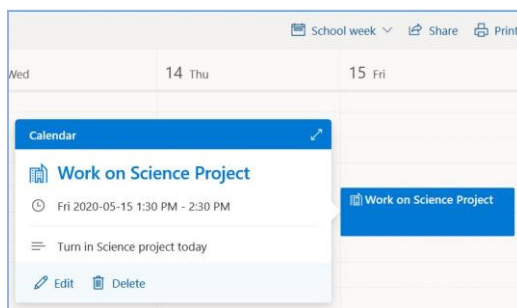 School week Share Print
Wed 14 Thu 15 Fri
Calendar
Work on Science Project
Fri 2020-05-15 1:30 PM - 2:30 PM
Work on Science Project
Turn in Science project today
Edit Delete